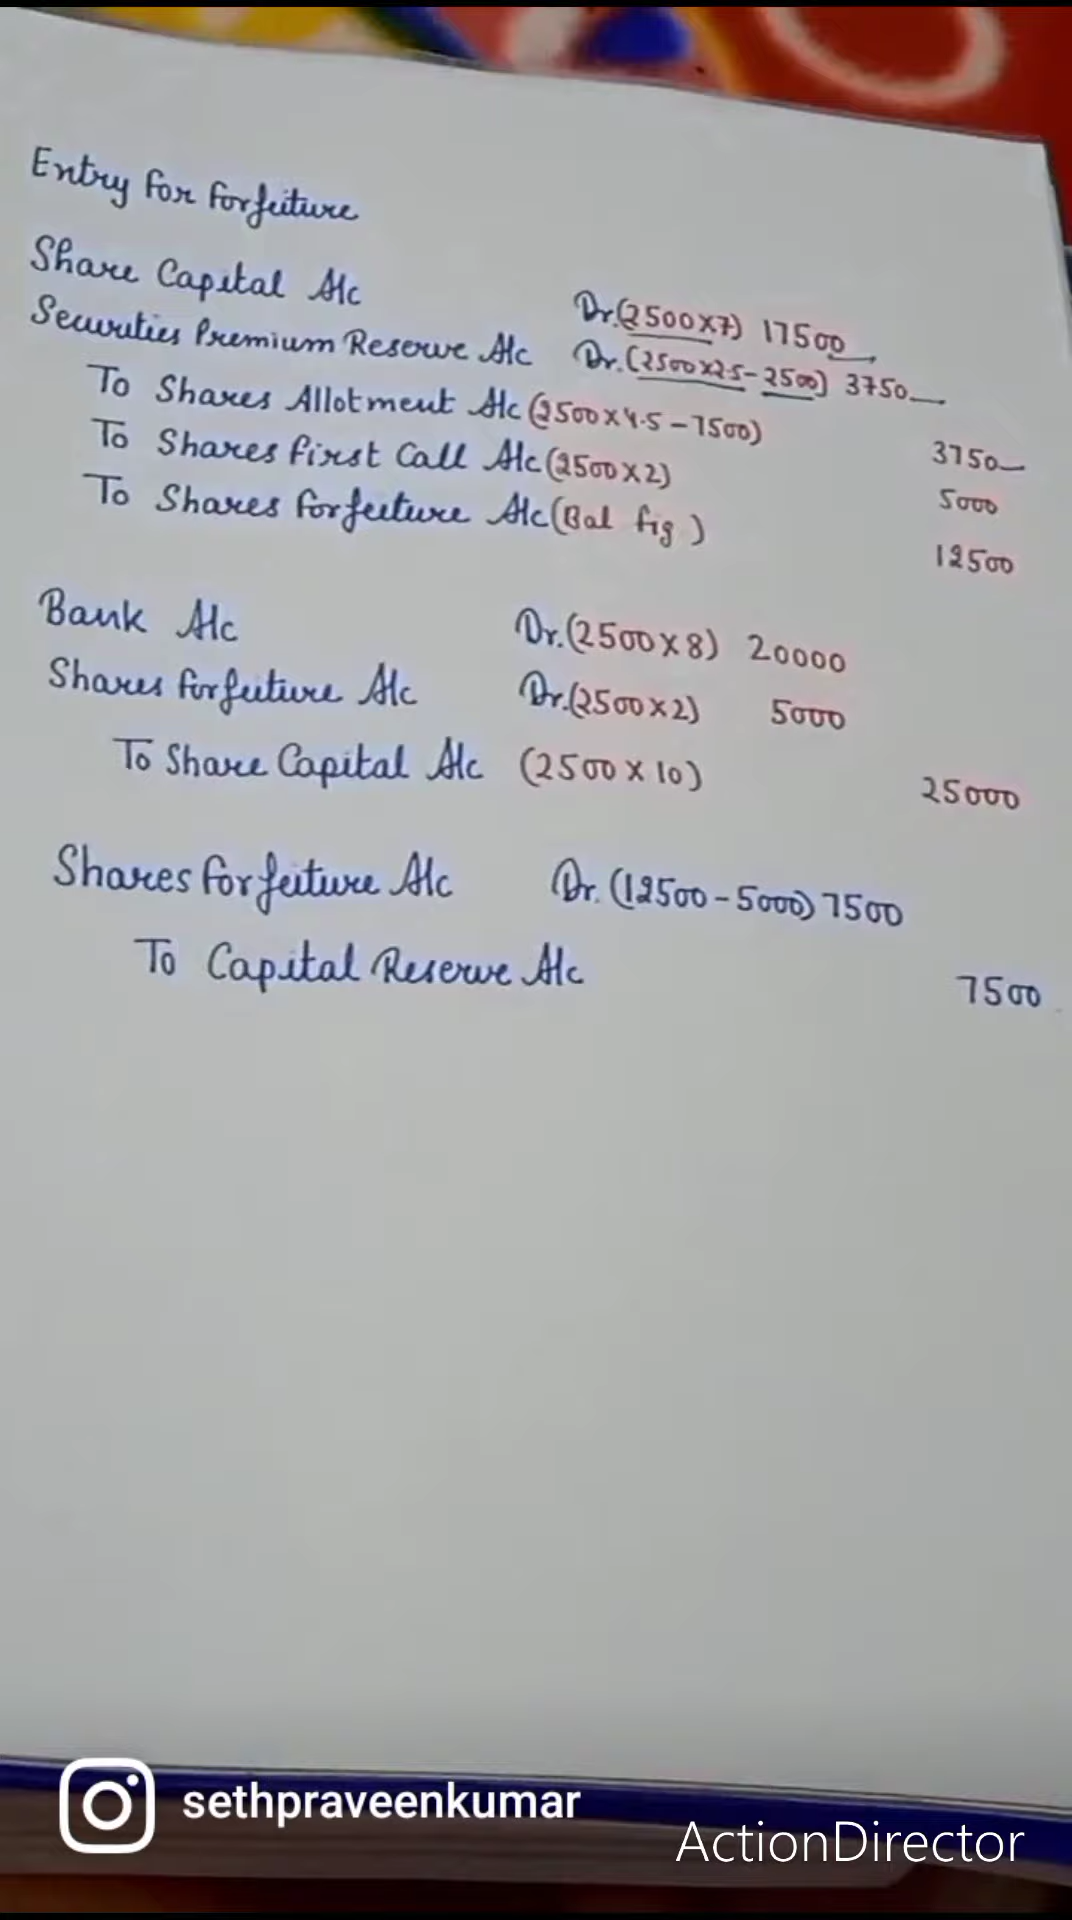 Entry for forfeiture
Share Capital A/c Dr.(2500x7) 17500
Securities Premium Reserve A/c Dr.(2500x2.5-2500) 3750
To Shares Allotment A/c (2500x4.5-7500) 3750
To Shares first Call A/c (2500x2) 5000
To Shares forfeiture A/c (Bal fig) 12500
Bank A/c Dr.(2500x8) 20000
Shares forfeiture A/c Dr.(2500x2) 5000
To Share Capital A/c (2500x10) 25000
Shares forfeiture A/c Dr. (12500-5000) 7500
To Capital Reserve A/c 7500
sethpraveenkumar
ActionDirector